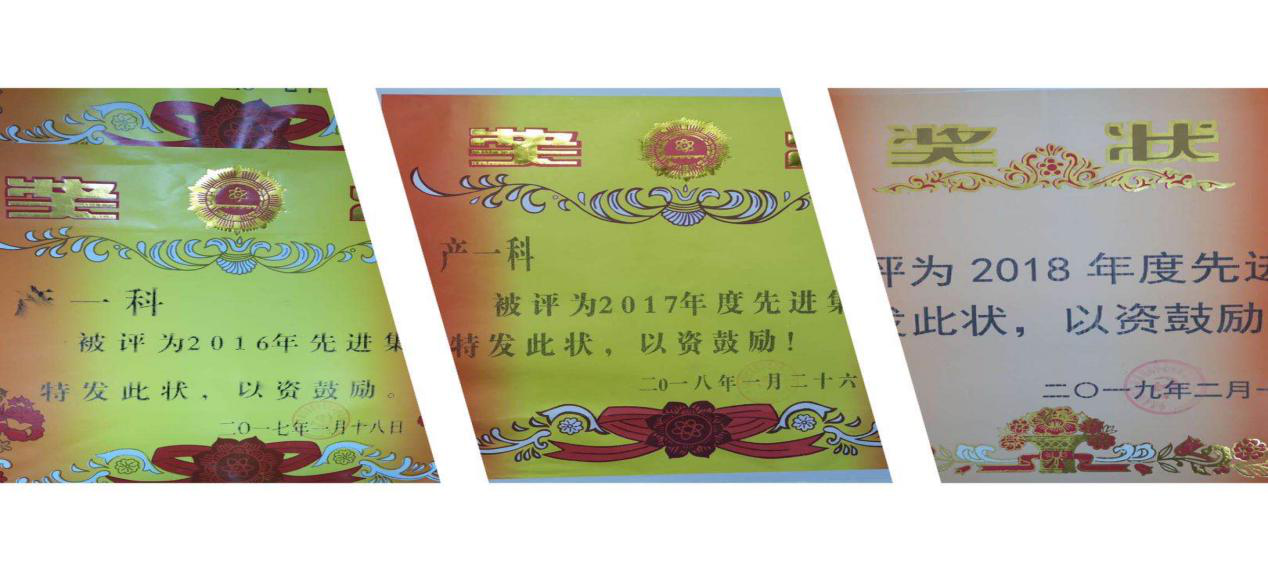 奖
产一科
被评为2016年先进集
特发此状，以资鼓励。
二〇一七年一月十八日
奖
产一科
被评为2017年度先进集
特发此状，以资鼓励！
二0一八年一月二十六
奖状
评为 2018 年度先进
发此状，以资鼓励
二〇一九年二月一